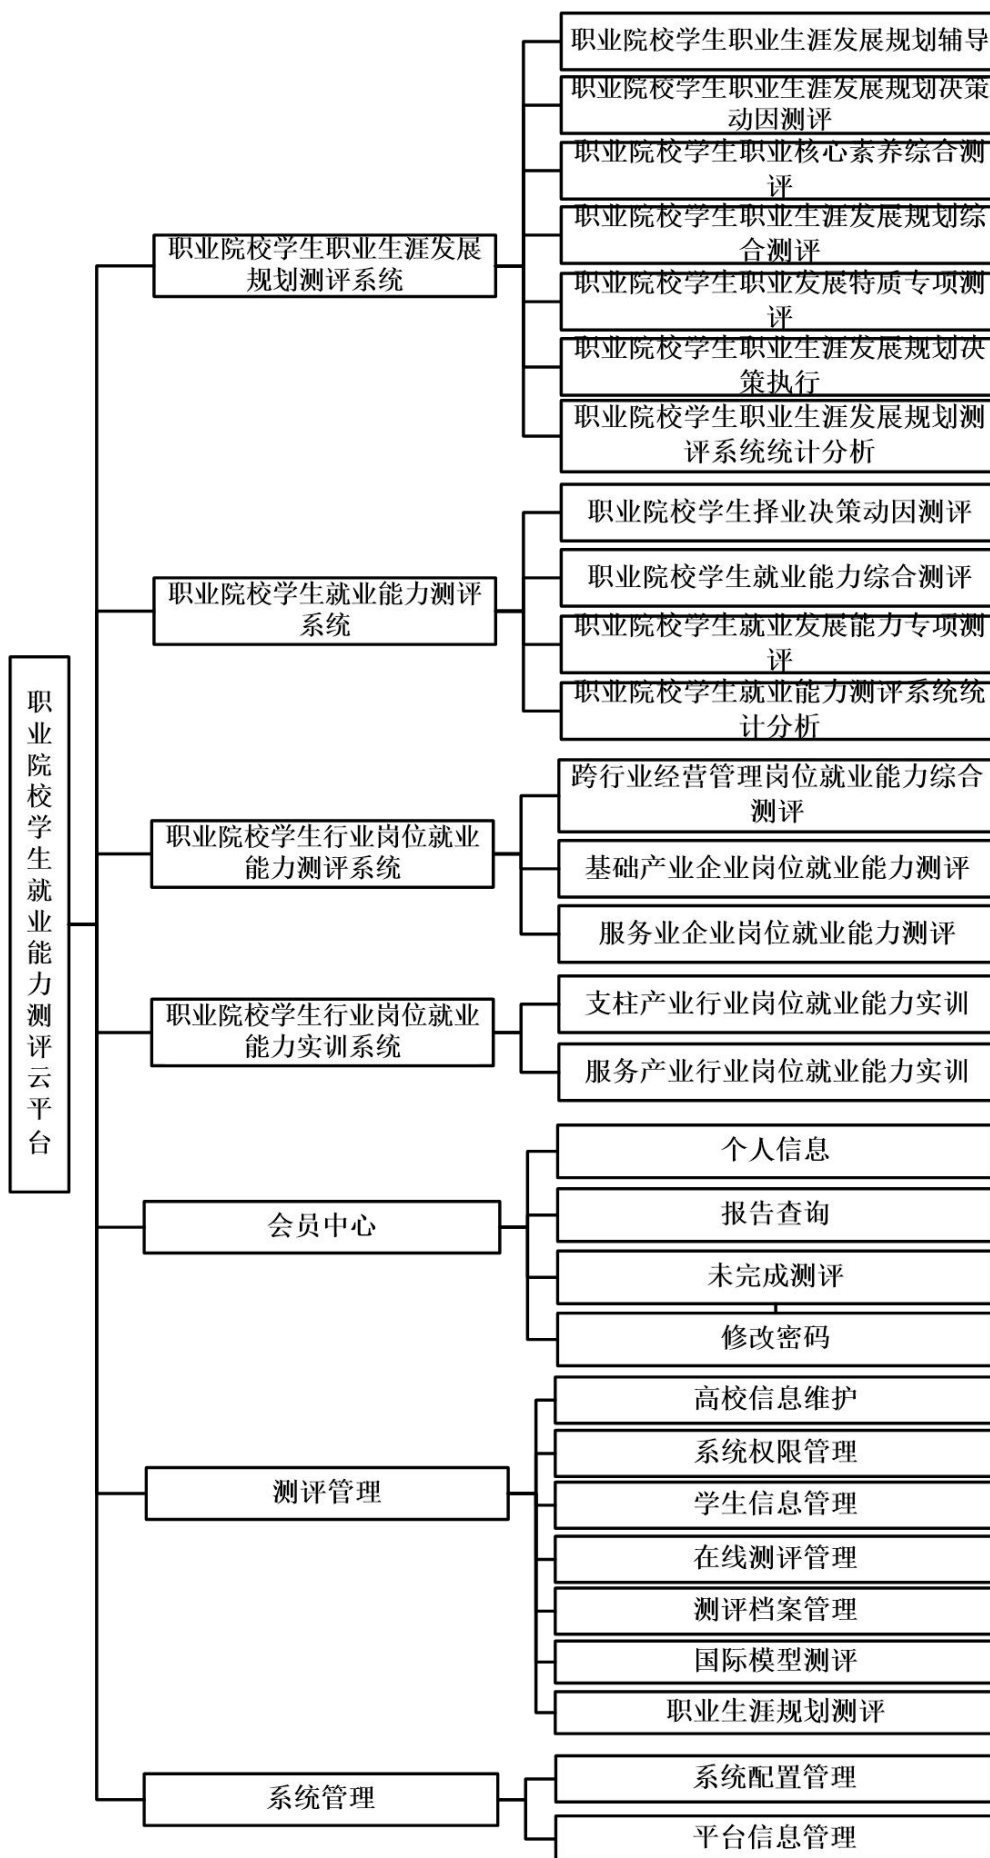 职业院校学生就业能力测评云平台
职业院校学生职业生涯发展
规划测评系统
职业院校学生职业生涯发展规划辅导
职业院校学生职业生涯发展规划决策
动因测评
职业院校学生职业核心素养综合测
评
职业院校学生职业生涯发展规划综
合测评
职业院校学生职业发展特质专项测
评
职业院校学生职业生涯发展规划决
策执行
职业院校学生职业生涯发展规划测
评系统统计分析
职业院校学生就业能力测评
系统
职业院校学生择业决策动因测评
职业院校学生就业能力综合测评
职业院校学生就业发展能力专项测
评
职业院校学生就业能力测评系统统
计分析
职业院校学生行业岗位就业
能力测评系统
跨行业经营管理岗位就业能力综合
测评
基础产业企业岗位就业能力测评
服务业企业岗位就业能力测评
职业院校学生行业岗位就业
能力实训系统
支柱产业行业岗位就业能力实训
服务产业行业岗位就业能力实训
会员中心
个人信息
报告查询
未完成测评
修改密码
测评管理
高校信息维护
系统权限管理
学生信息管理
在线测评管理
测评档案管理
国际模型测评
职业生涯规划测评
系统管理
系统配置管理
平台信息管理